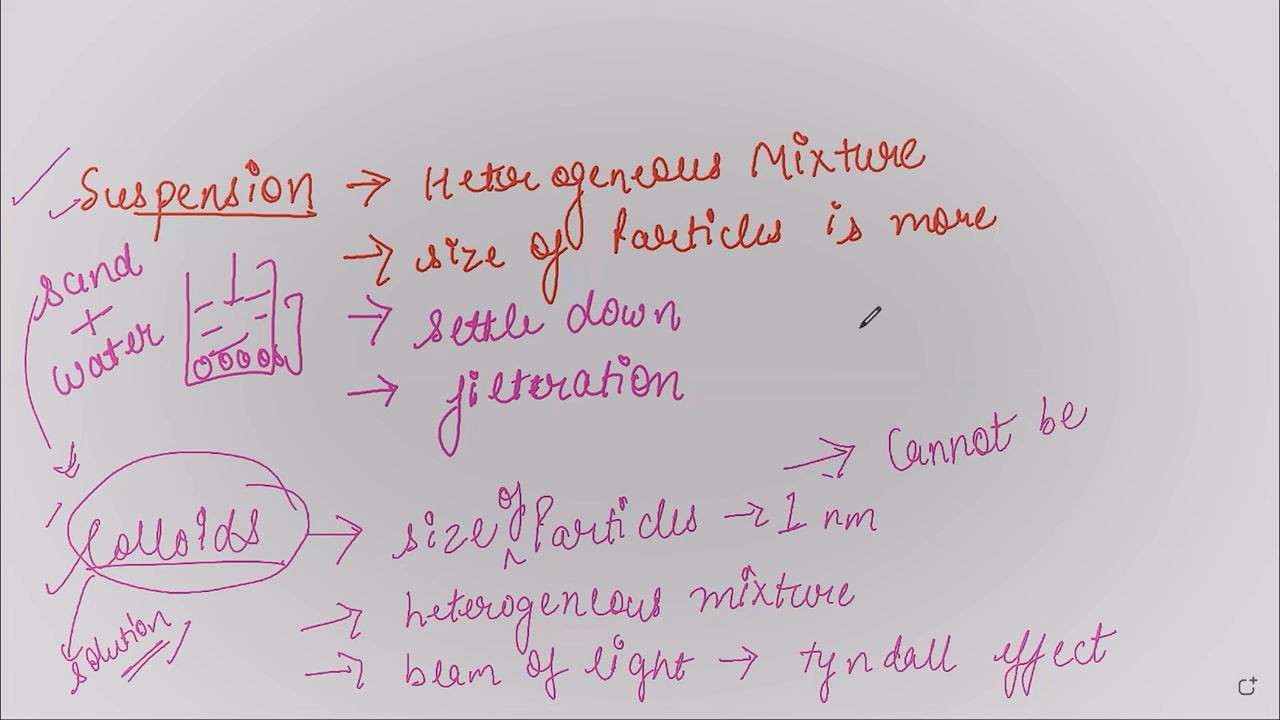 Suspension → Heterogeneous Mixture
→ size of Particles is more
sand
+
water
→ settle down
→ filteration
→ Cannot be
Colloids → size of Particles → 1 nm
→ heterogeneous mixture
solution
→ beam of light → tyndall effect